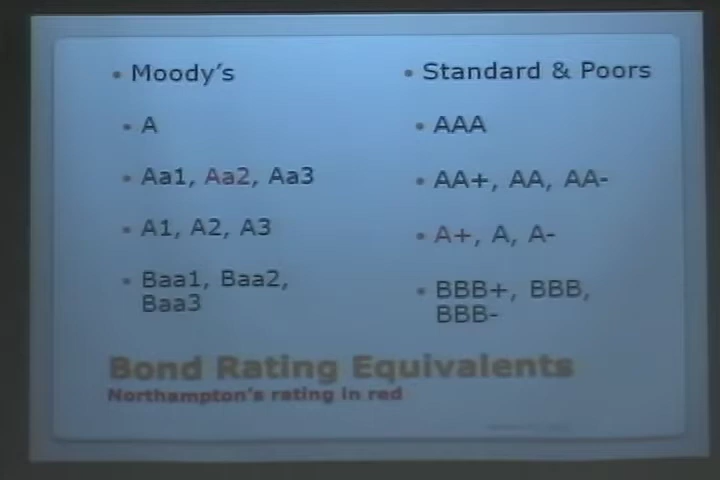 • Moody's
• A
• Aa1, Aa2, Aa3
• A1, A2, A3
• Baa1, Baa2,
Baa3
• Standard & Poors
• AAA
• AA+, AA, AA-
• A+, A, A-
• BBB+, BBB,
BBB-
Bond Rating Equivalents
Northampton's rating in red